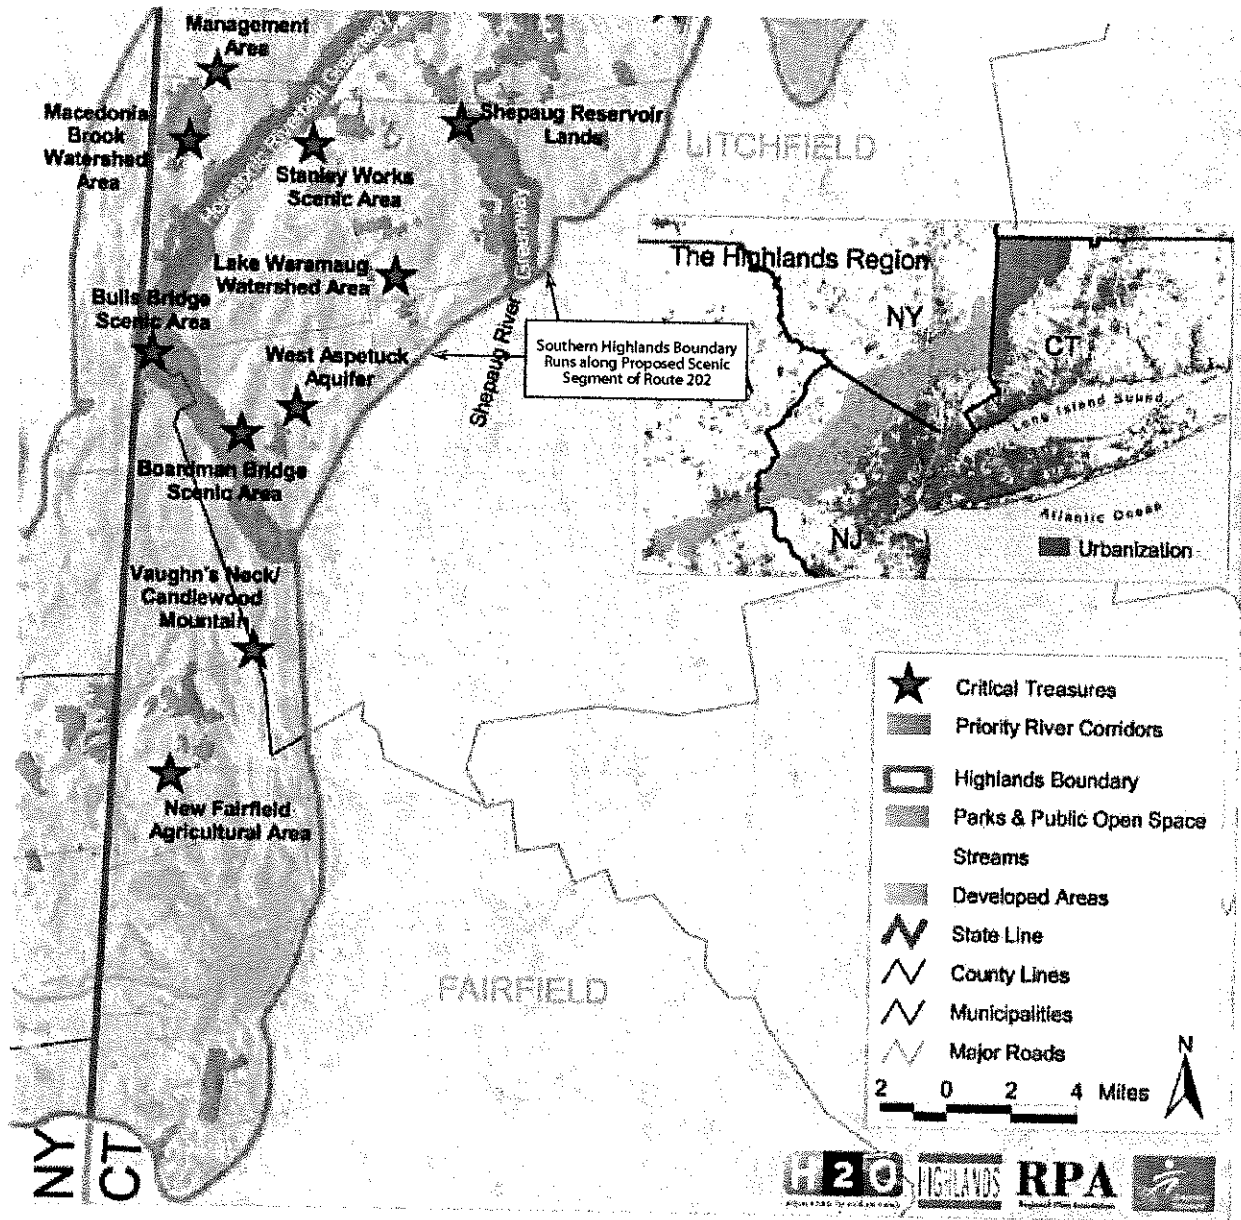 Management
Area
Macedonia
Brook
Watershed
Area
Shepaug Reservoir
Lands
Stanley Works
Scenic Area
LITCHFIELD
Greenway
Lake Waramaug
Watershed Area
Bulls Bridge
Scenic Area
West Aspetuck
Aquifer
Shepaug River
Southern Highlands Boundary
Runs along Proposed Scenic
Segment of Route 202
Boardman Bridge
Scenic Area
Vaughn's Neck/
Candlewood
Mountain
New Fairfield
Agricultural Area
FAIRFIELD
NY
CT
The Highlands Region
NY
CT
Long Island Sound
Atlantic Ocean
NJ
Urbanization
Critical Treasures
Priority River Corridors
Highlands Boundary
Parks & Public Open Space
Streams
Developed Areas
State Line
County Lines
Municipalities
Major Roads
N
2 0 2 4 Miles
H2O
HIGHLANDS
RPA